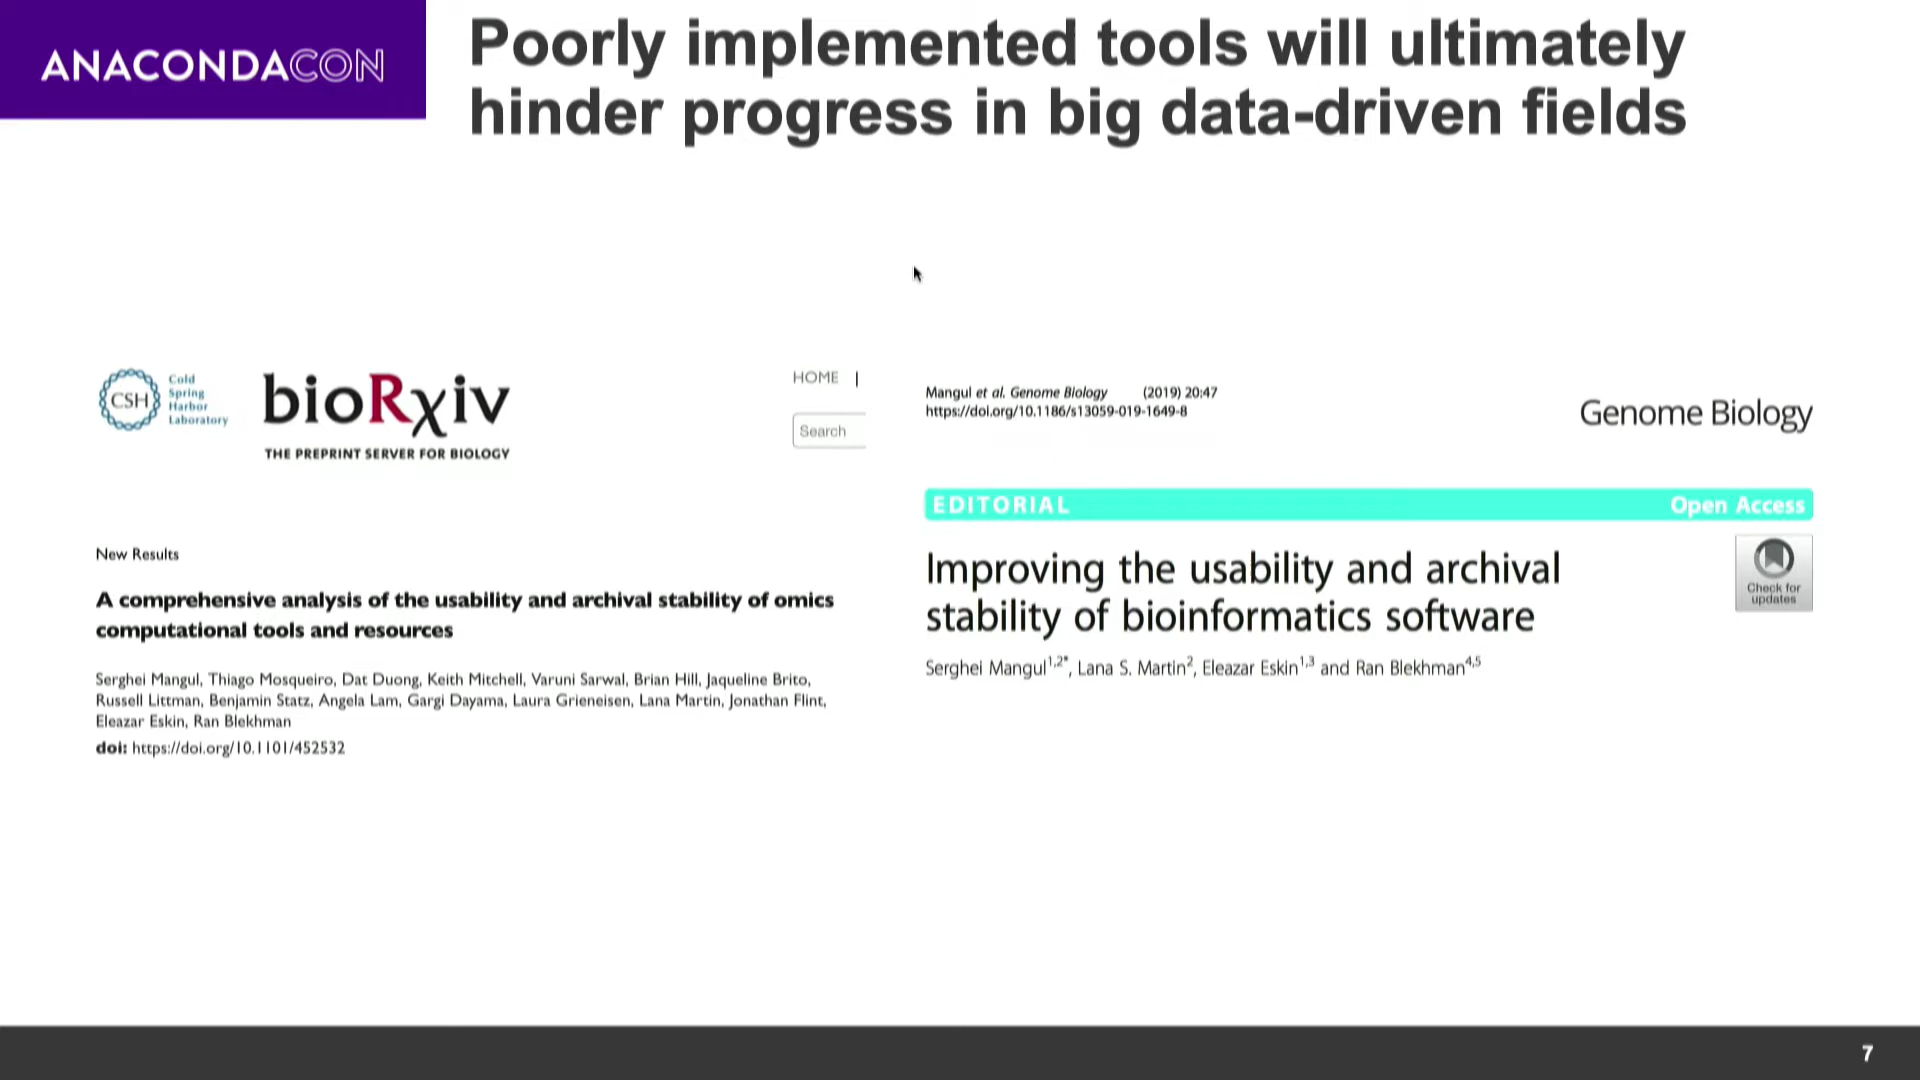 ANACONDACON
Poorly implemented tools will ultimately
hinder progress in big data-driven fields
CSH
Cold
Spring
Harbor
Laboratory
bioRχiv
THE PREPRINT SERVER FOR BIOLOGY
HOME |
Search
New Results
A comprehensive analysis of the usability and archival stability of omics
computational tools and resources
Serghei Mangul, Thiago Mosqueiro, Dat Duong, Keith Mitchell, Varuni Sarwal, Brian Hill, Jaqueline Brito,
Russell Littman, Benjamin Statz, Angela Lam, Gargi Dayama, Laura Grieneisen, Lana Martin, Jonathan Flint,
Eleazar Eskin, Ran Blekhman
doi: https://doi.org/10.1101/452532
Mangul et al. Genome Biology (2019) 20:47
https://doi.org/10.1186/s13059-019-1649-8
Genome Biology
EDITORIAL Open Access
Improving the usability and archival
stability of bioinformatics software
Check for
updates
Serghei Mangul1,2*, Lana S. Martin2, Eleazar Eskin1,3 and Ran Blekhman4,5
7